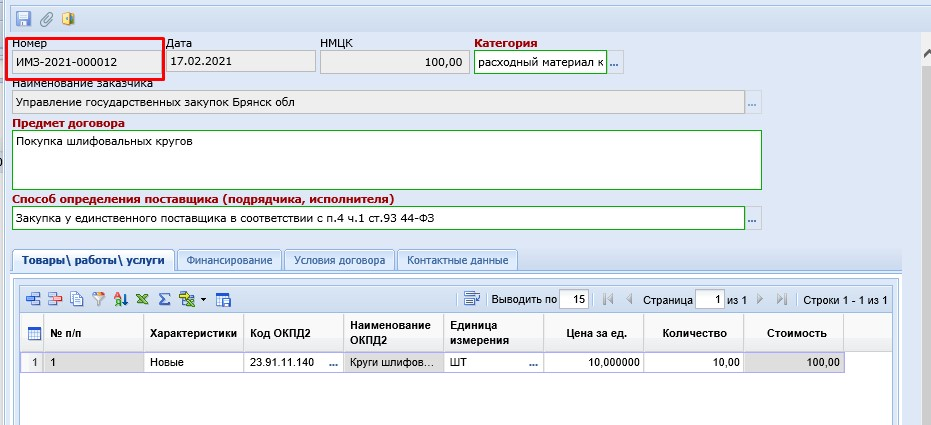 Номер Дата НМЦК Категория
ИМЗ-2021-000012 17.02.2021 100,00 расходный материал к ...
Наименование заказчика
Управление государственных закупок Брянск обл ...
Предмет договора
Покупка шлифовальных кругов
Способ определения поставщика (подрядчика, исполнителя)
Закупка у единственного поставщика в соответствии с п.4 ч.1 ст.93 44-ФЗ ...
Товары\ работы\ услуги Финансирование Условия договора Контактные данные
Выводить по 15 Страница 1 из 1 Строки 1 - 1 из 1
№ п/п Характеристики Код ОКПД2 Наименование ОКПД2 Единица измерения Цена за ед. Количество Стоимость
1 1 Новые 23.91.11.140 ... Круги шлифов... ШТ ... 10,000000 10,00 100,00